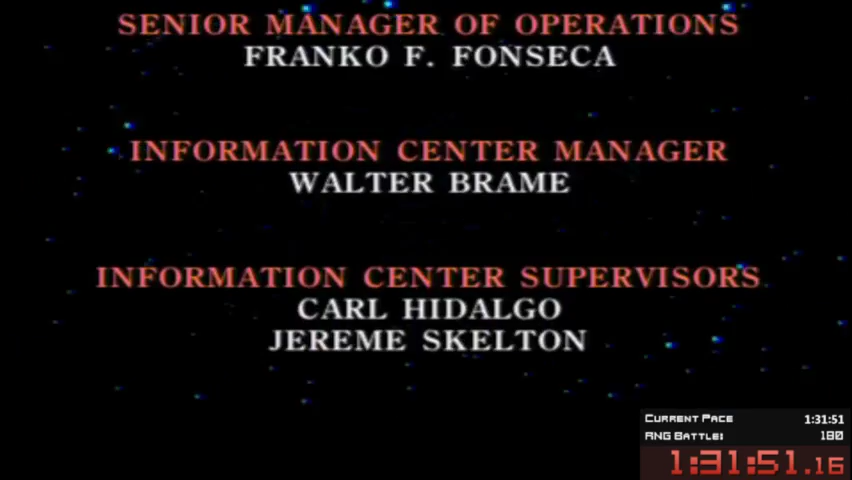 SENIOR MANAGER OF OPERATIONS
FRANKO F. FONSECA
INFORMATION CENTER MANAGER
WALTER BRAME
INFORMATION CENTER SUPERVISORS
CARL HIDALGO
JEREME SKELTON
Current Pace 1:31:51
RNG Battle: 180
1:31:51.16